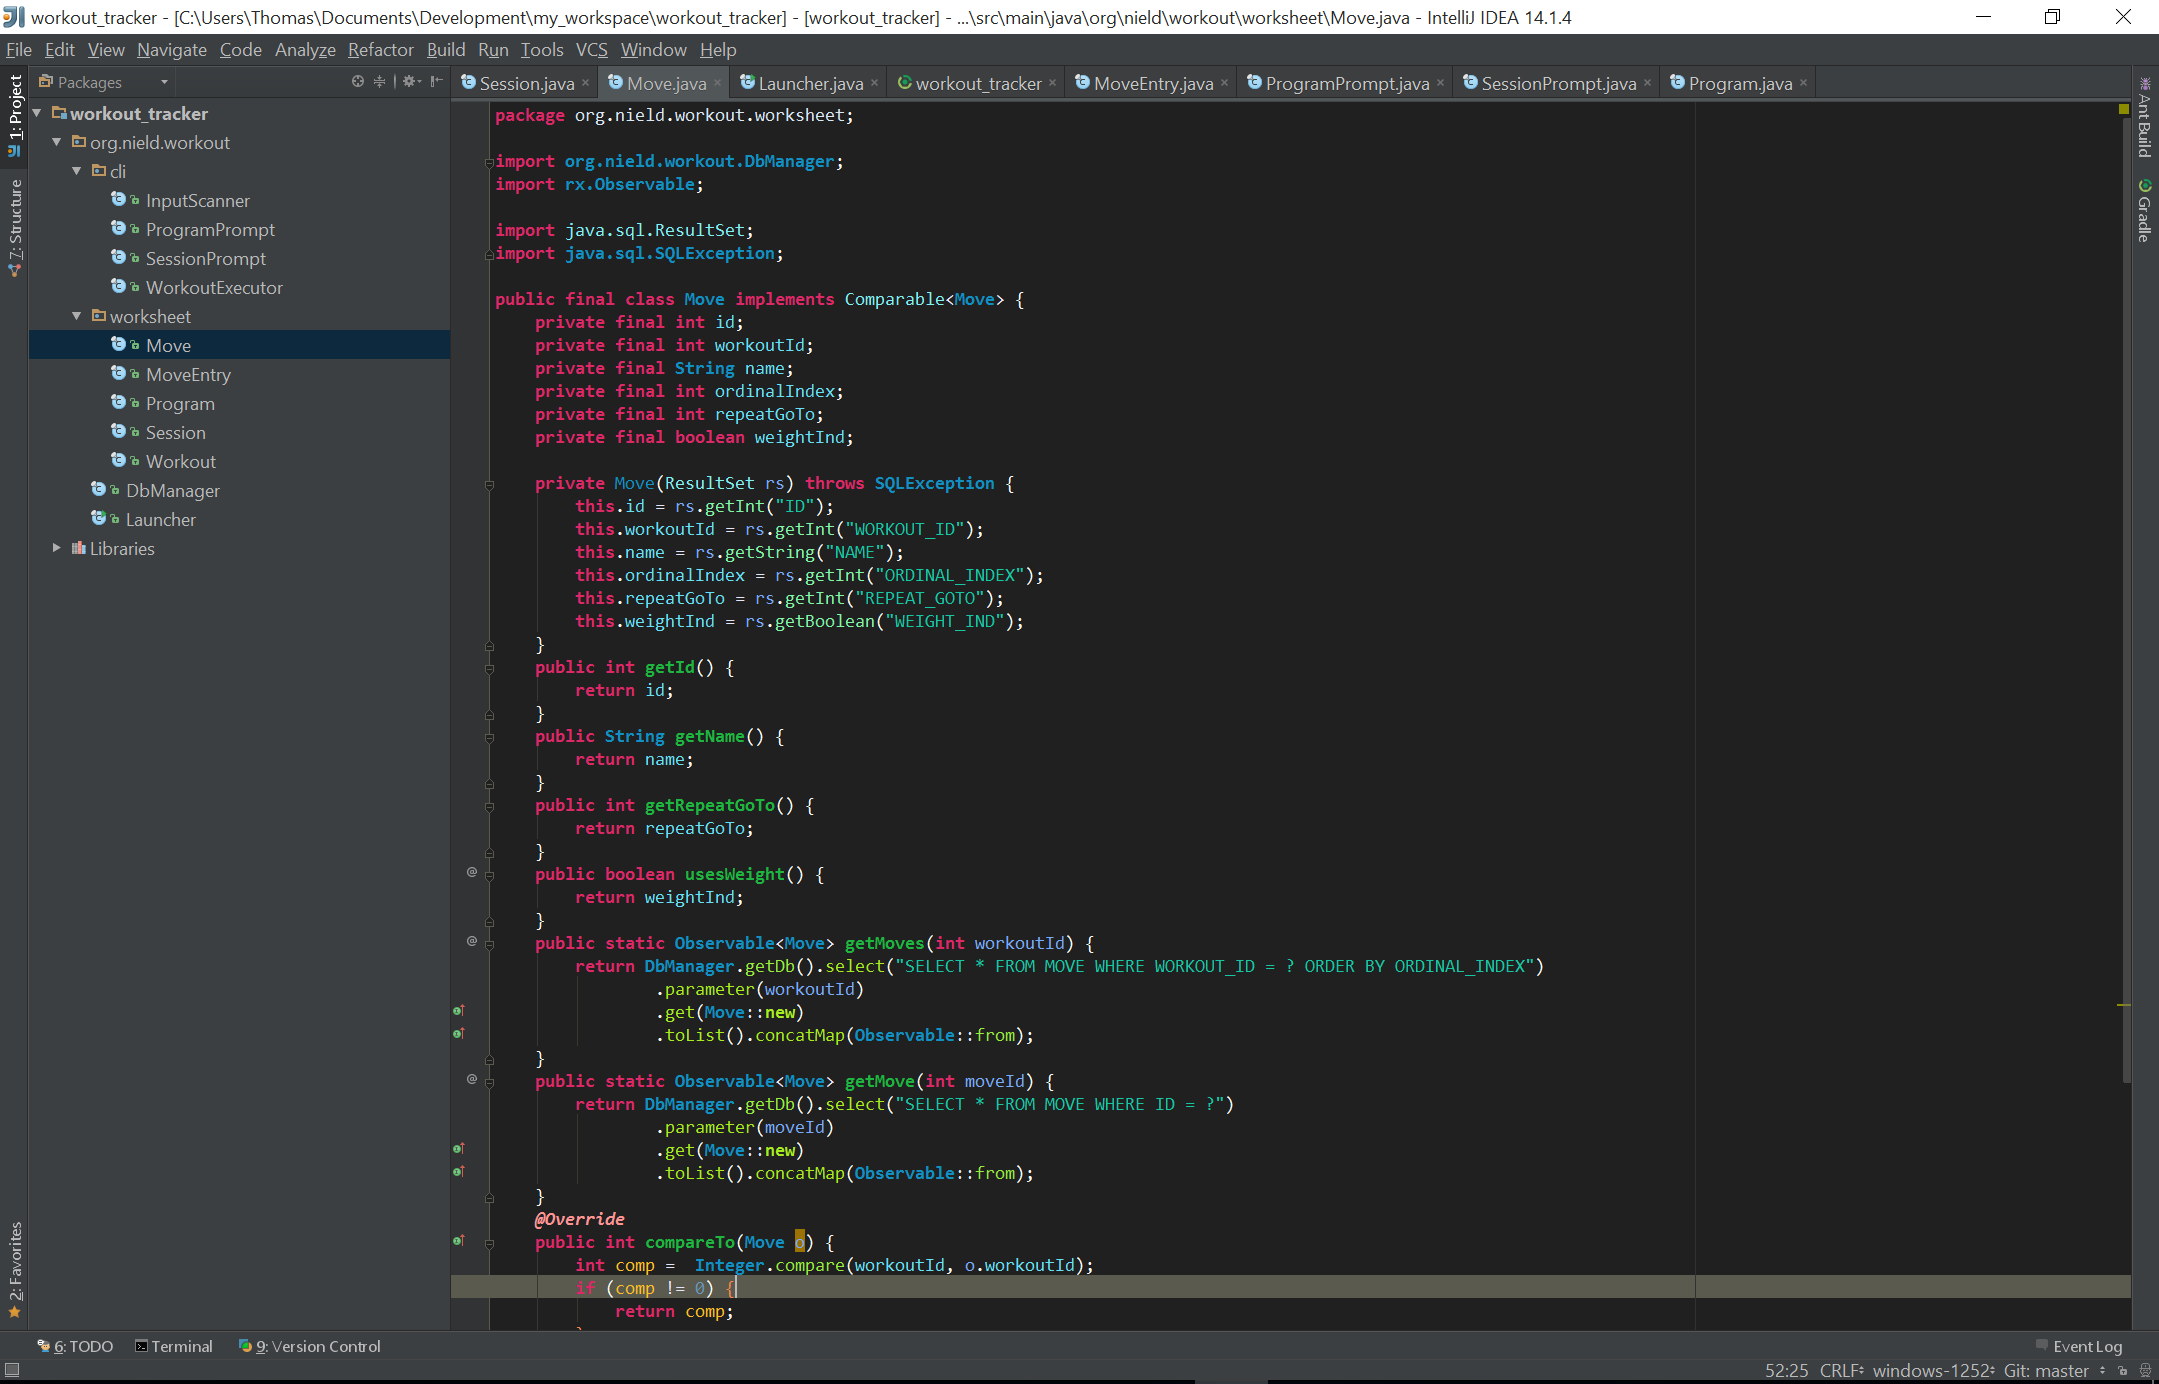 workout_tracker - [C:\Users\Thomas\Documents\Development\my_workspace\workout_tracker] - [workout_tracker] - ...\src\main\java\org\nield\workout\worksheet\Move.java - IntelliJ IDEA 14.1.4
File Edit View Navigate Code Analyze Refactor Build Run Tools VCS Window Help
1: Project
7: Structure
2: Favorites
Packages
workout_tracker
org.nield.workout
cli
InputScanner
ProgramPrompt
SessionPrompt
WorkoutExecutor
worksheet
Move
MoveEntry
Program
Session
Workout
DbManager
Launcher
Libraries
Session.java Move.java Launcher.java workout_tracker MoveEntry.java ProgramPrompt.java SessionPrompt.java Program.java
package org.nield.workout.worksheet;
import org.nield.workout.DbManager;
import rx.Observable;
import java.sql.ResultSet;
import java.sql.SQLException;
public final class Move implements Comparable<Move> {
private final int id;
private final int workoutId;
private final String name;
private final int ordinalIndex;
private final int repeatGoTo;
private final boolean weightInd;
private Move(ResultSet rs) throws SQLException {
this.id = rs.getInt("ID");
this.workoutId = rs.getInt("WORKOUT_ID");
this.name = rs.getString("NAME");
this.ordinalIndex = rs.getInt("ORDINAL_INDEX");
this.repeatGoTo = rs.getInt("REPEAT_GOTO");
this.weightInd = rs.getBoolean("WEIGHT_IND");
}
public int getId() {
return id;
}
public String getName() {
return name;
}
public int getRepeatGoTo() {
return repeatGoTo;
}
public boolean usesWeight() {
return weightInd;
}
public static Observable<Move> getMoves(int workoutId) {
return DbManager.getDb().select("SELECT * FROM MOVE WHERE WORKOUT_ID = ? ORDER BY ORDINAL_INDEX")
.parameter(workoutId)
.get(Move::new)
.toList().concatMap(Observable::from);
}
public static Observable<Move> getMove(int moveId) {
return DbManager.getDb().select("SELECT * FROM MOVE WHERE ID = ?")
.parameter(moveId)
.get(Move::new)
.toList().concatMap(Observable::from);
}
@Override
public int compareTo(Move o) {
int comp =  Integer.compare(workoutId, o.workoutId);
if (comp != 0) {
return comp;
Ant Build
Gradle
6: TODO Terminal 9: Version Control Event Log
52:25 CRLF windows-1252 Git: master